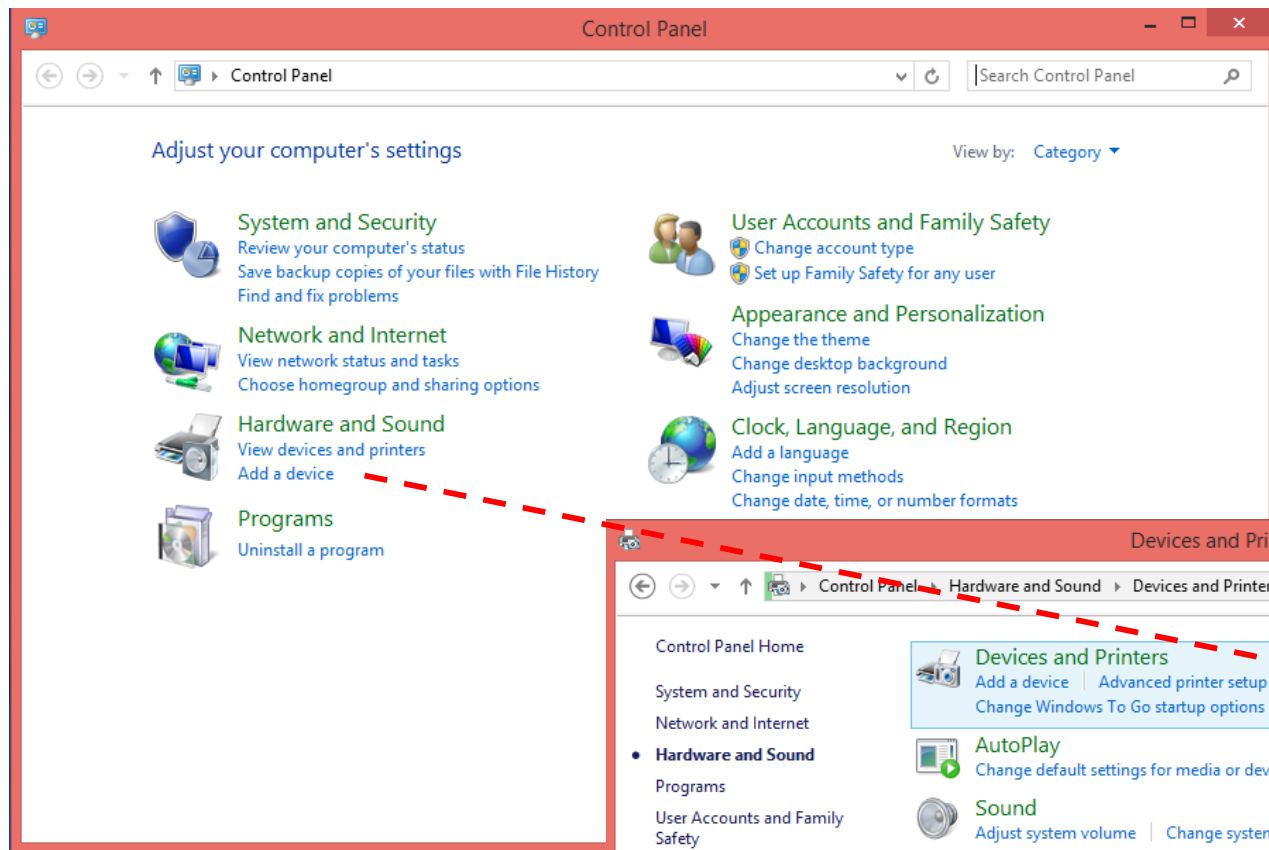 Control Panel
Control Panel
Search Control Panel
Adjust your computer's settings
View by: Category
System and Security
Review your computer's status
Save backup copies of your files with File History
Find and fix problems
Network and Internet
View network status and tasks
Choose homegroup and sharing options
Hardware and Sound
View devices and printers
Add a device
Programs
Uninstall a program
User Accounts and Family Safety
Change account type
Set up Family Safety for any user
Appearance and Personalization
Change the theme
Change desktop background
Adjust screen resolution
Clock, Language, and Region
Add a language
Change input methods
Change date, time, or number formats
Devices and Pri
Control Panel Hardware and Sound Devices and Printer
Control Panel Home
System and Security
Network and Internet
Hardware and Sound
Programs
User Accounts and Family
Safety
Devices and Printers
Add a device Advanced printer setup
Change Windows To Go startup options
AutoPlay
Change default settings for media or dev
Sound
Adjust system volume Change system